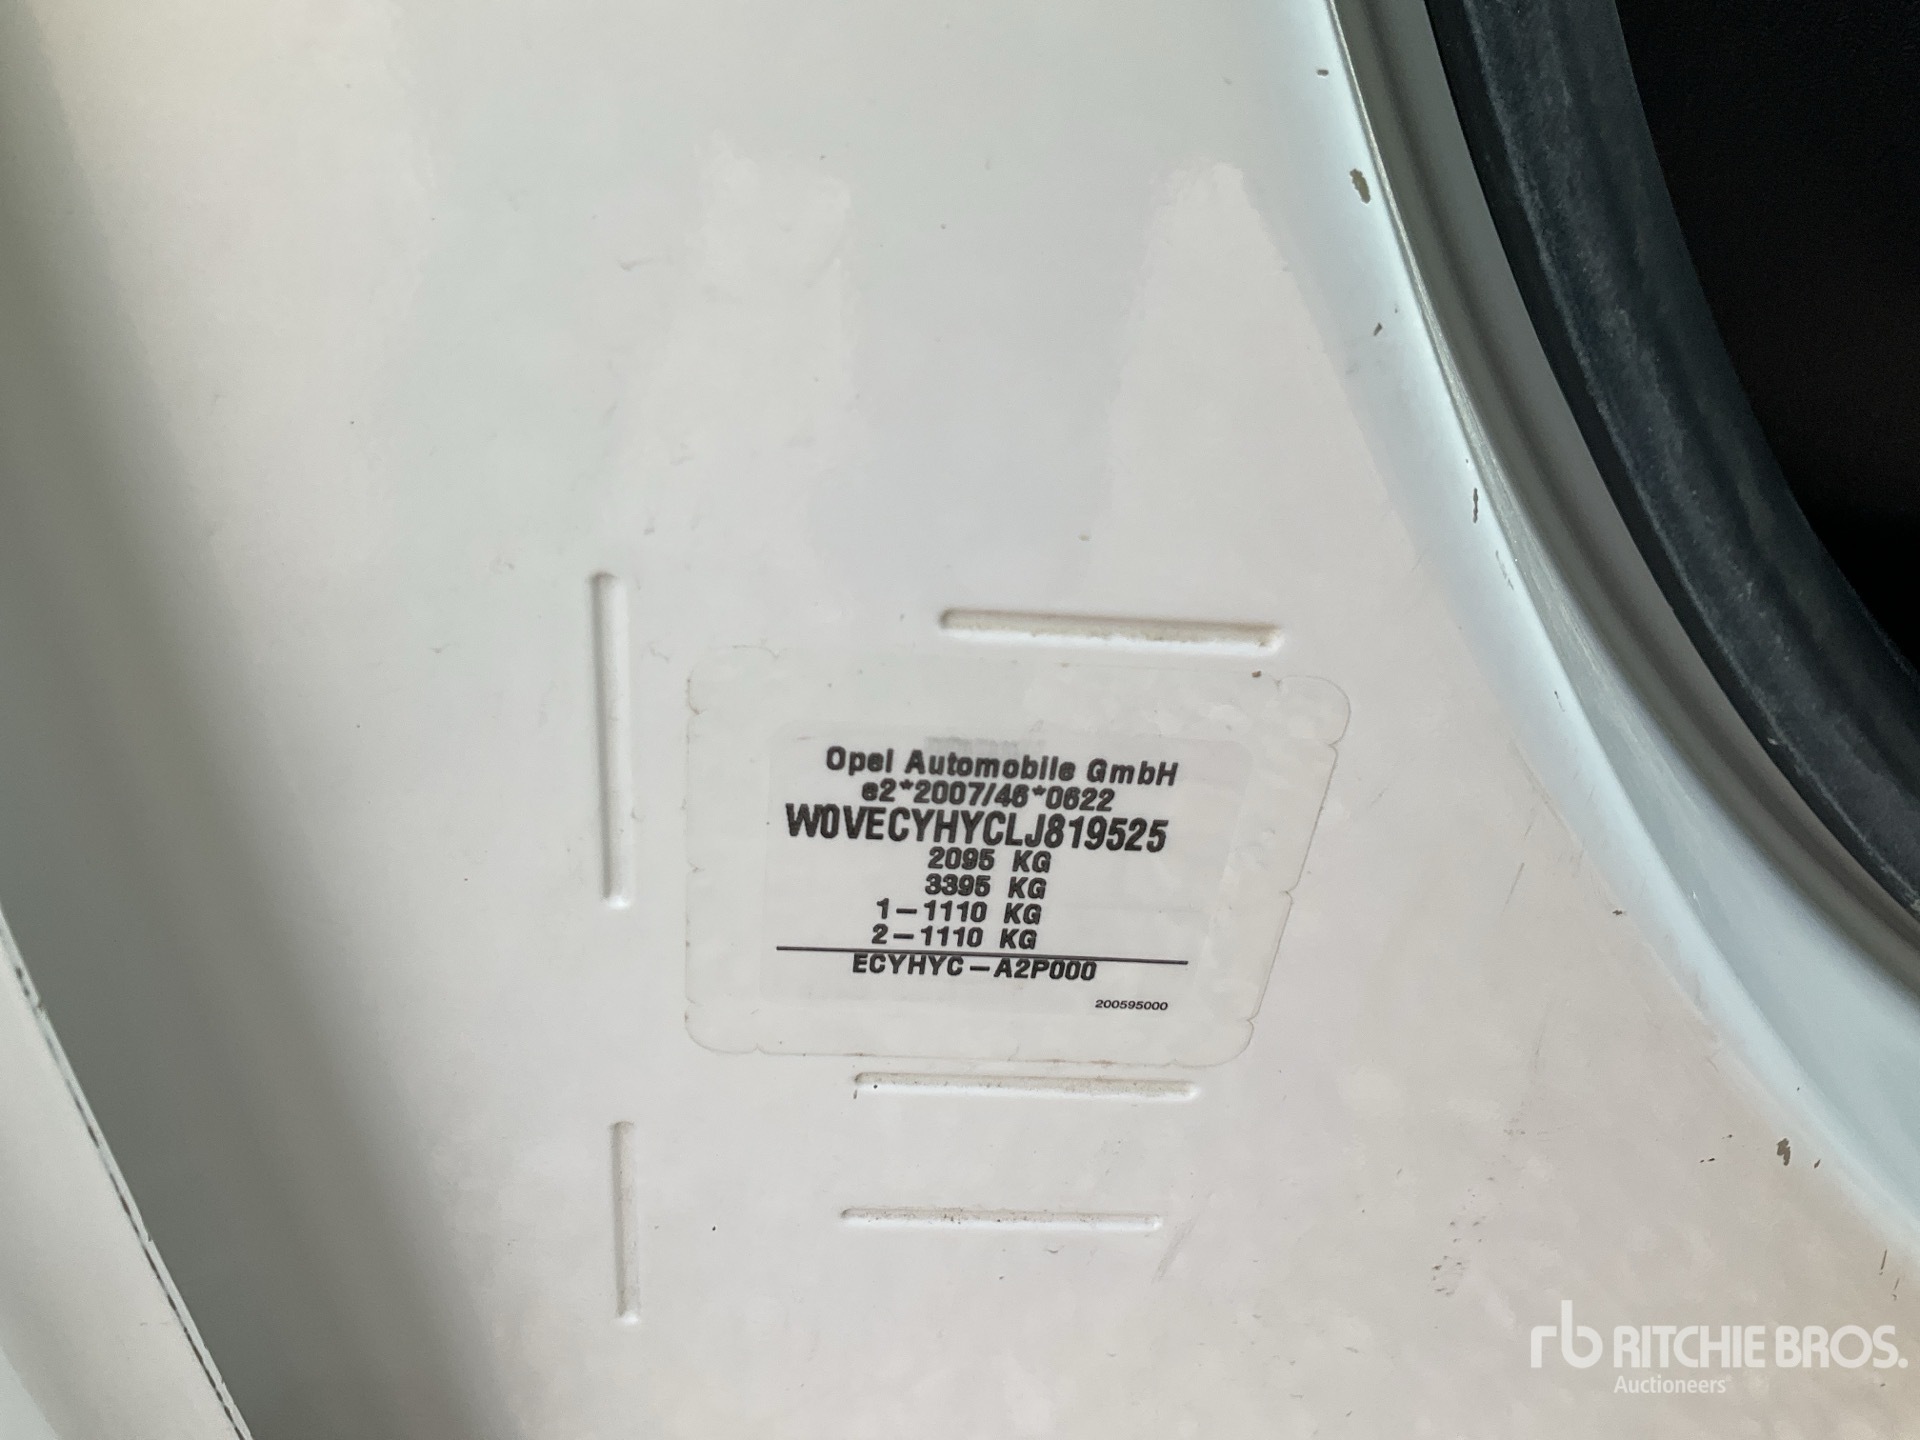 Opel Automobile GmbH
e2*2007/46*0622
W0VECYHYCLJ819525
2095 KG
3395 KG
1-1110 KG
2-1110 KG
ECYHYC-A2P000
200595000
rb RITCHIE BROS.
Auctioneers